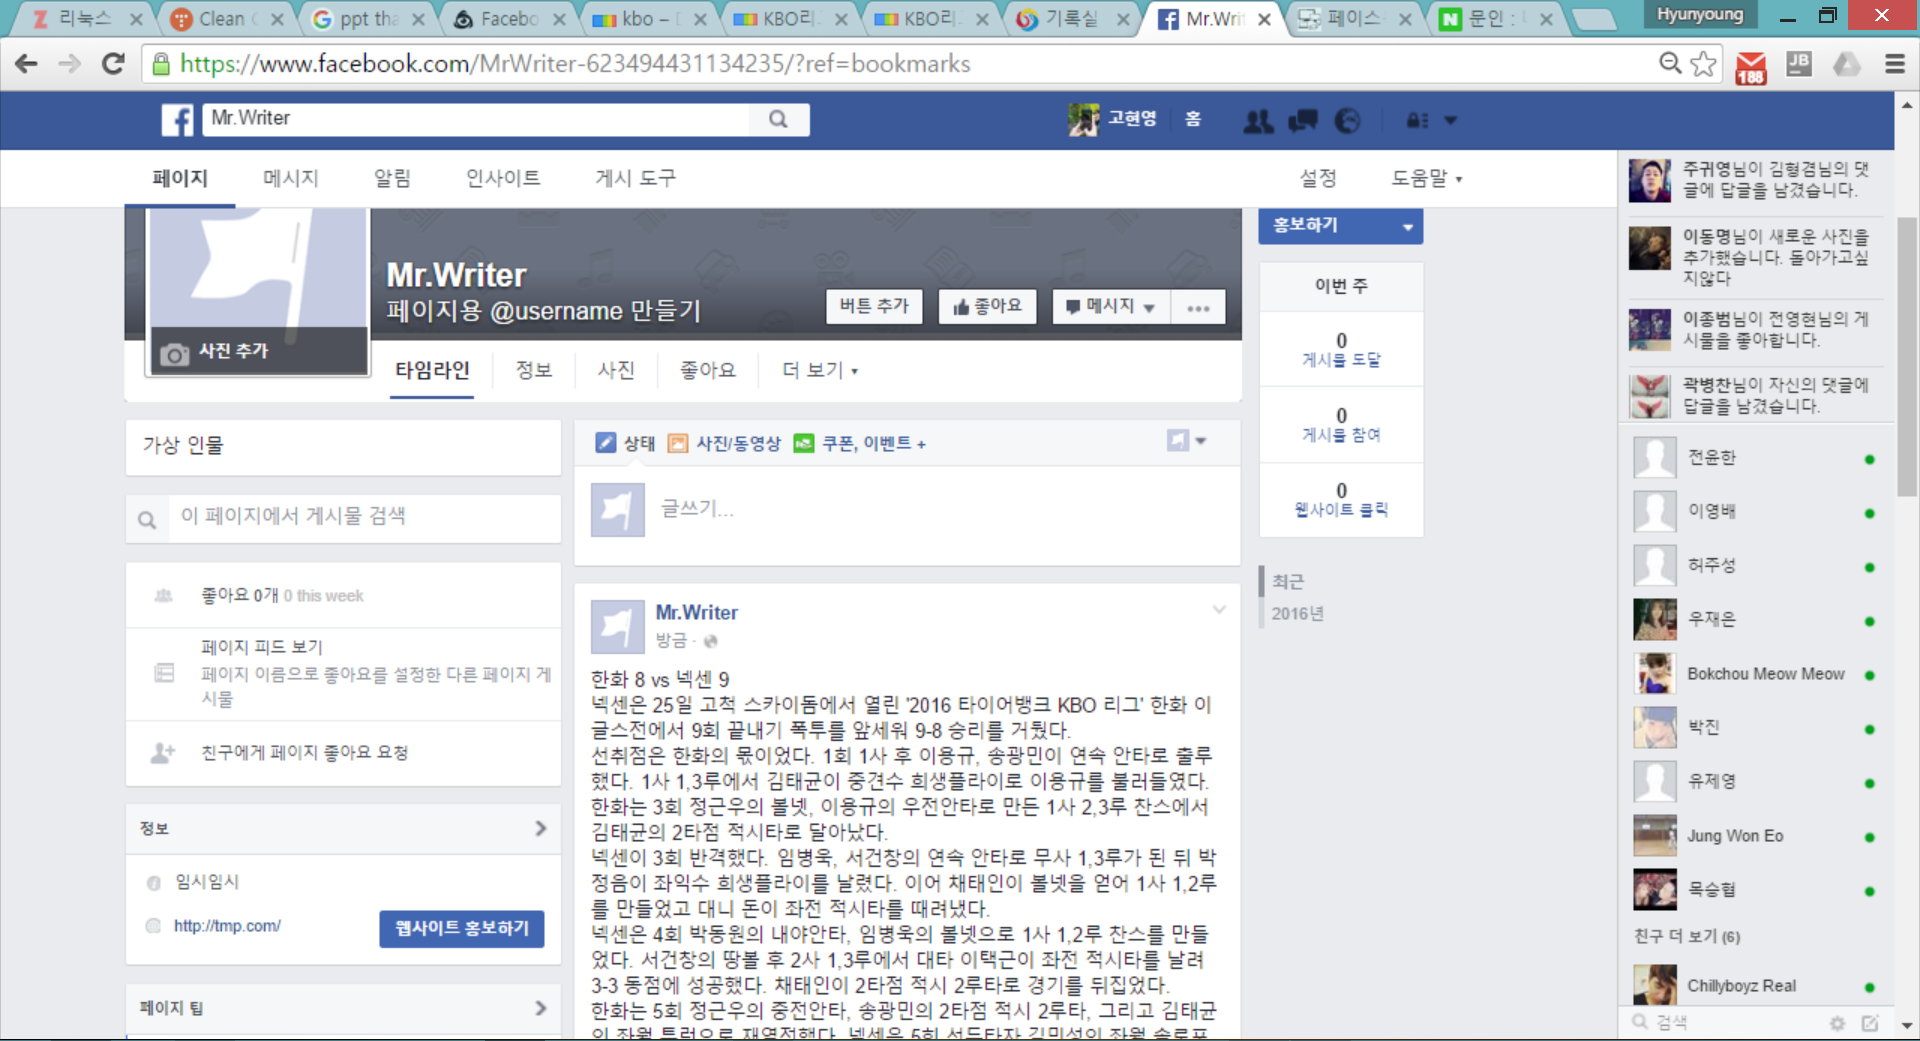 리눅스
Clean
ppt tha
Facebo
kbo –
KBO리
KBO리
기록실
Mr.Writ
페이스
문인 :
Hyunyoung
https://www.facebook.com/MrWriter-623494431134235/?ref=bookmarks
188
JB
Mr.Writer
고현영
홈
페이지
메시지
알림
인사이트
게시 도구
설정
도움말
Mr.Writer
페이지용 @username 만들기
버튼 추가
좋아요
메시지
사진 추가
타임라인
정보
사진
좋아요
더 보기
홍보하기
이번 주
0
게시물 도달
0
게시물 참여
0
웹사이트 클릭
최근
2016년
가상 인물
이 페이지에서 게시물 검색
좋아요 0개 0 this week
페이지 피드 보기
페이지 이름으로 좋아요를 설정한 다른 페이지 게
시물
친구에게 페이지 좋아요 요청
정보
임시임시
http://tmp.com/
웹사이트 홍보하기
페이지 팁
상태
사진/동영상
쿠폰, 이벤트 +
글쓰기...
Mr.Writer
방금 ·
한화 8 vs 넥센 9
넥센은 25일 고척 스카이돔에서 열린 '2016 타이어뱅크 KBO 리그' 한화 이
글스전에서 9회 끝내기 폭투를 앞세워 9-8 승리를 거뒀다.
선취점은 한화의 몫이었다. 1회 1사 후 이용규, 송광민이 연속 안타로 출루
했다. 1사 1,3루에서 김태균이 중견수 희생플라이로 이용규를 불러들였다.
한화는 3회 정근우의 볼넷, 이용규의 우전안타로 만든 1사 2,3루 찬스에서
김태균의 2타점 적시타로 달아났다.
넥센이 3회 반격했다. 임병욱, 서건창의 연속 안타로 무사 1,3루가 된 뒤 박
정음이 좌익수 희생플라이를 날렸다. 이어 채태인이 볼넷을 얻어 1사 1,2루
를 만들었고 대니 돈이 좌전 적시타를 때려냈다.
넥센은 4회 박동원의 내야안타, 임병욱의 볼넷으로 1사 1,2루 찬스를 만들
었다. 서건창의 땅볼 후 2사 1,3루에서 대타 이택근이 좌전 적시타를 날려
3-3 동점에 성공했다. 채태인이 2타점 적시 2루타로 경기를 뒤집었다.
한화는 5회 정근우의 중전안타, 송광민의 2타점 적시 2루타, 그리고 김태균
의 좌월 투런으로 재역전했다. 넥센은 5회 선두타자 김민성의 좌월 솔로포
주귀영님이 김형겸님의 댓
글에 답글을 남겼습니다.
이동명님이 새로운 사진을
추가했습니다. 돌아가고싶
지않다
이종범님이 전영현님의 게
시물을 좋아합니다.
곽병찬님이 자신의 댓글에
답글을 남겼습니다.
전윤한
이영배
허주성
우재은
Bokchou Meow Meow
박진
유제영
Jung Won Eo
목승협
친구 더 보기 (6)
Chillyboyz Real
검색